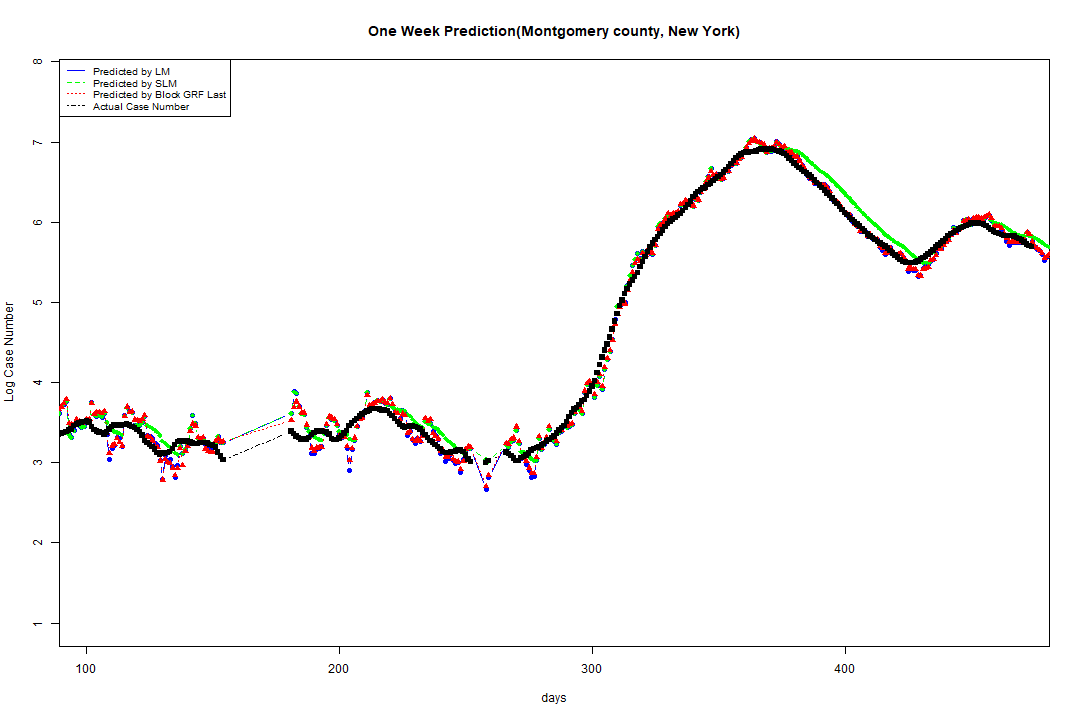 One Week Prediction(Montgomery county, New York)
Predicted by LM
Predicted by SLM
Predicted by Block GRF Last
Actual Case Number
8
7
6
5
4
3
2
1
Log Case Number
100 200 300 400
days